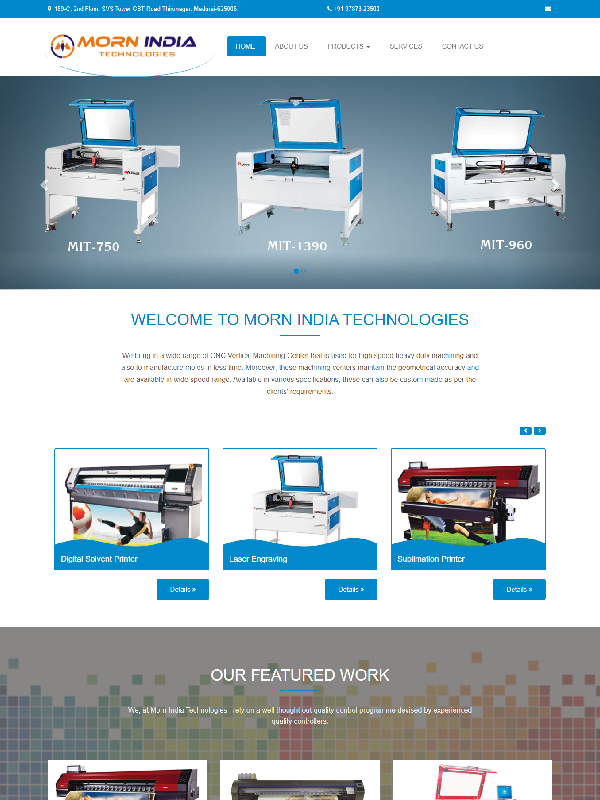 189-C, 2nd Floor, SVS Tower GST Road Thirunagar, Madurai-625006.
+91 97873 23503
MORN INDIA
TECHNOLOGIES
HOME ABOUT US PRODUCTS SERVICES CONTACT US
MIT-750 MIT-1390 MIT-960
WELCOME TO MORN INDIA TECHNOLOGIES
We bring in a wide range of CNC Vertical Machining Center that is used for high speed heavy duty machining and
also to manufacture molds in less time. Moreover, these machining centers maintain the geometrical accuracy and
are available in wide speed range. Available in various specifications, these can also be custom made as per the
clients' requirements.
Digital Solvent Printer Laser Engraving Sublimation Printer
Details » Details » Details »
OUR FEATURED WORK
We, at Morn India Technologies, rely on a well thought out quality control programme devised by experienced
quality controllers.